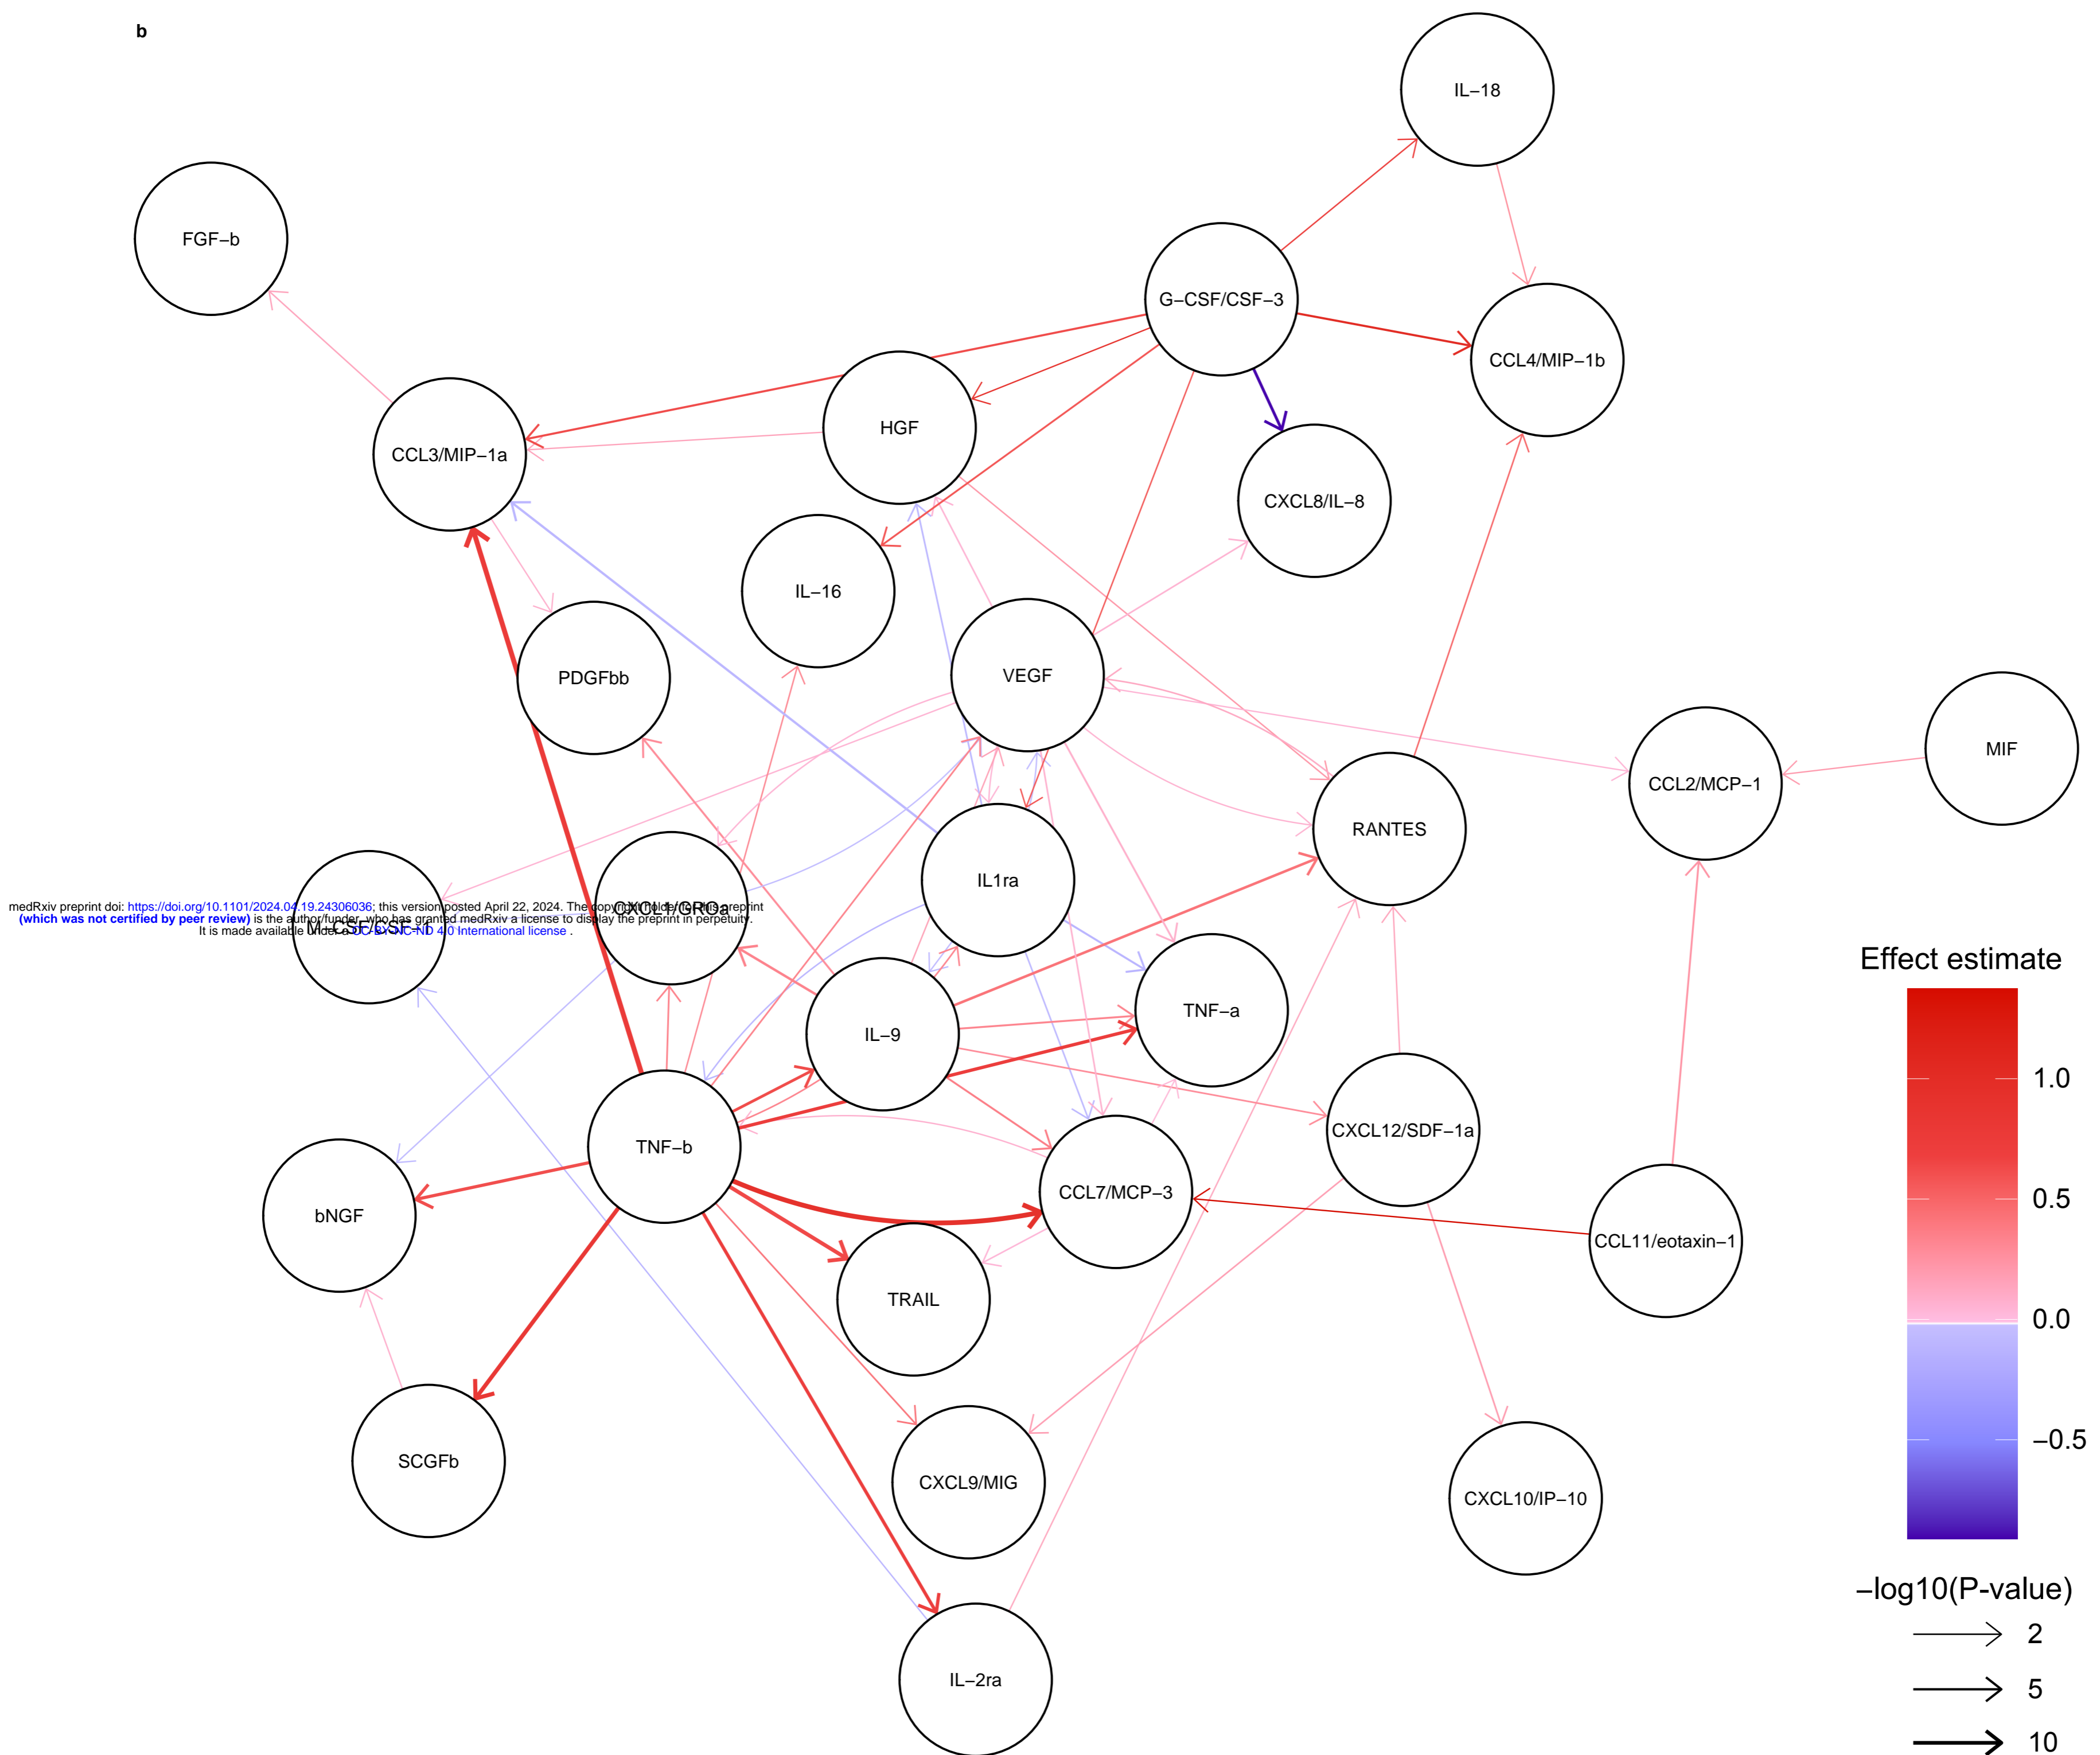 b
IL−18
FGF−b
G−CSF/CSF−3
CCL4/MIP−1b
HGF
CCL3/MIP−1a
CXCL8/IL−8
IL−16
VEGF
PDGFbb
MIF
CCL2/MCP−1
RANTES
IL1ra
medRxiv preprint doi: https://doi.org/10.1101/2024.04.19.24306036; this version posted April 22, 2024. The copyright holder for this preprint
(which was not certified by peer review) is the author/funder, who has granted medRxiv a license to display the preprint in perpetuity.
It is made available under a CC-BY-NC-ND 4.0 International license .
CXCL1/GROa
M−CSF/CSF−1
TNF−a
IL−9
CXCL12/SDF−1a
TNF−b
CCL7/MCP−3
bNGF
CCL11/eotaxin−1
TRAIL
SCGFb
CXCL9/MIG
CXCL10/IP−10
IL−2ra
Effect estimate
1.0
0.5
0.0
−0.5
−log10(P-value)
2
5
10